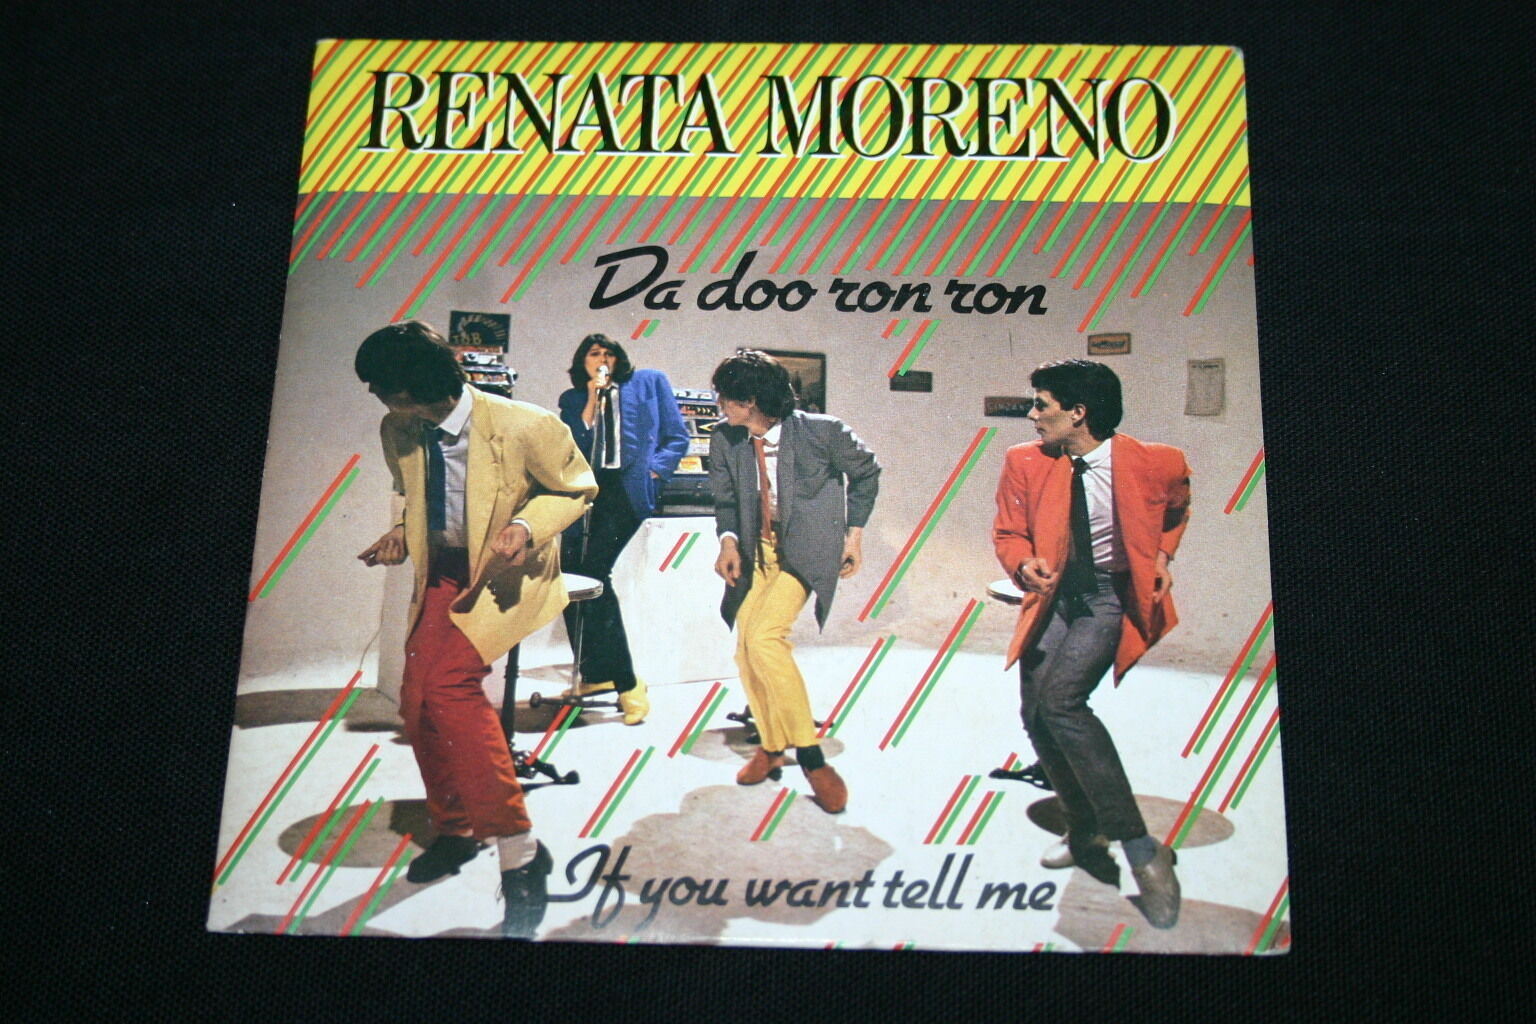 RENATA MORENO
Da doo ron ron
If you want tell me